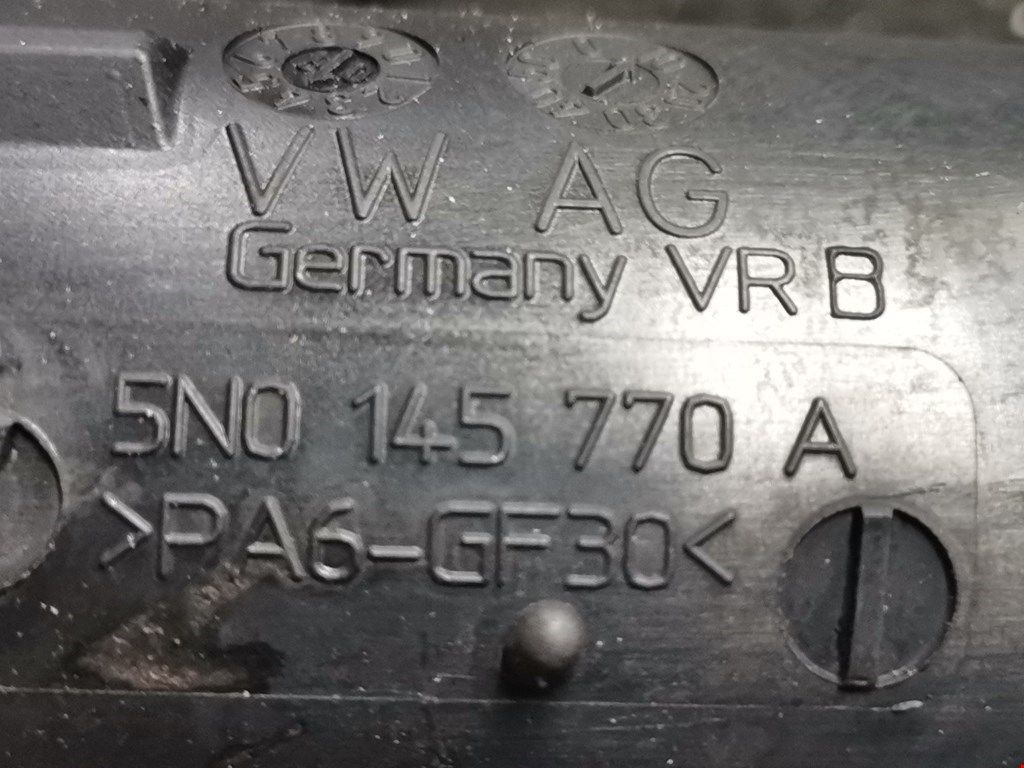 VW AG
Germany VR B
5N0 145 770 A
>PA6-GF30<